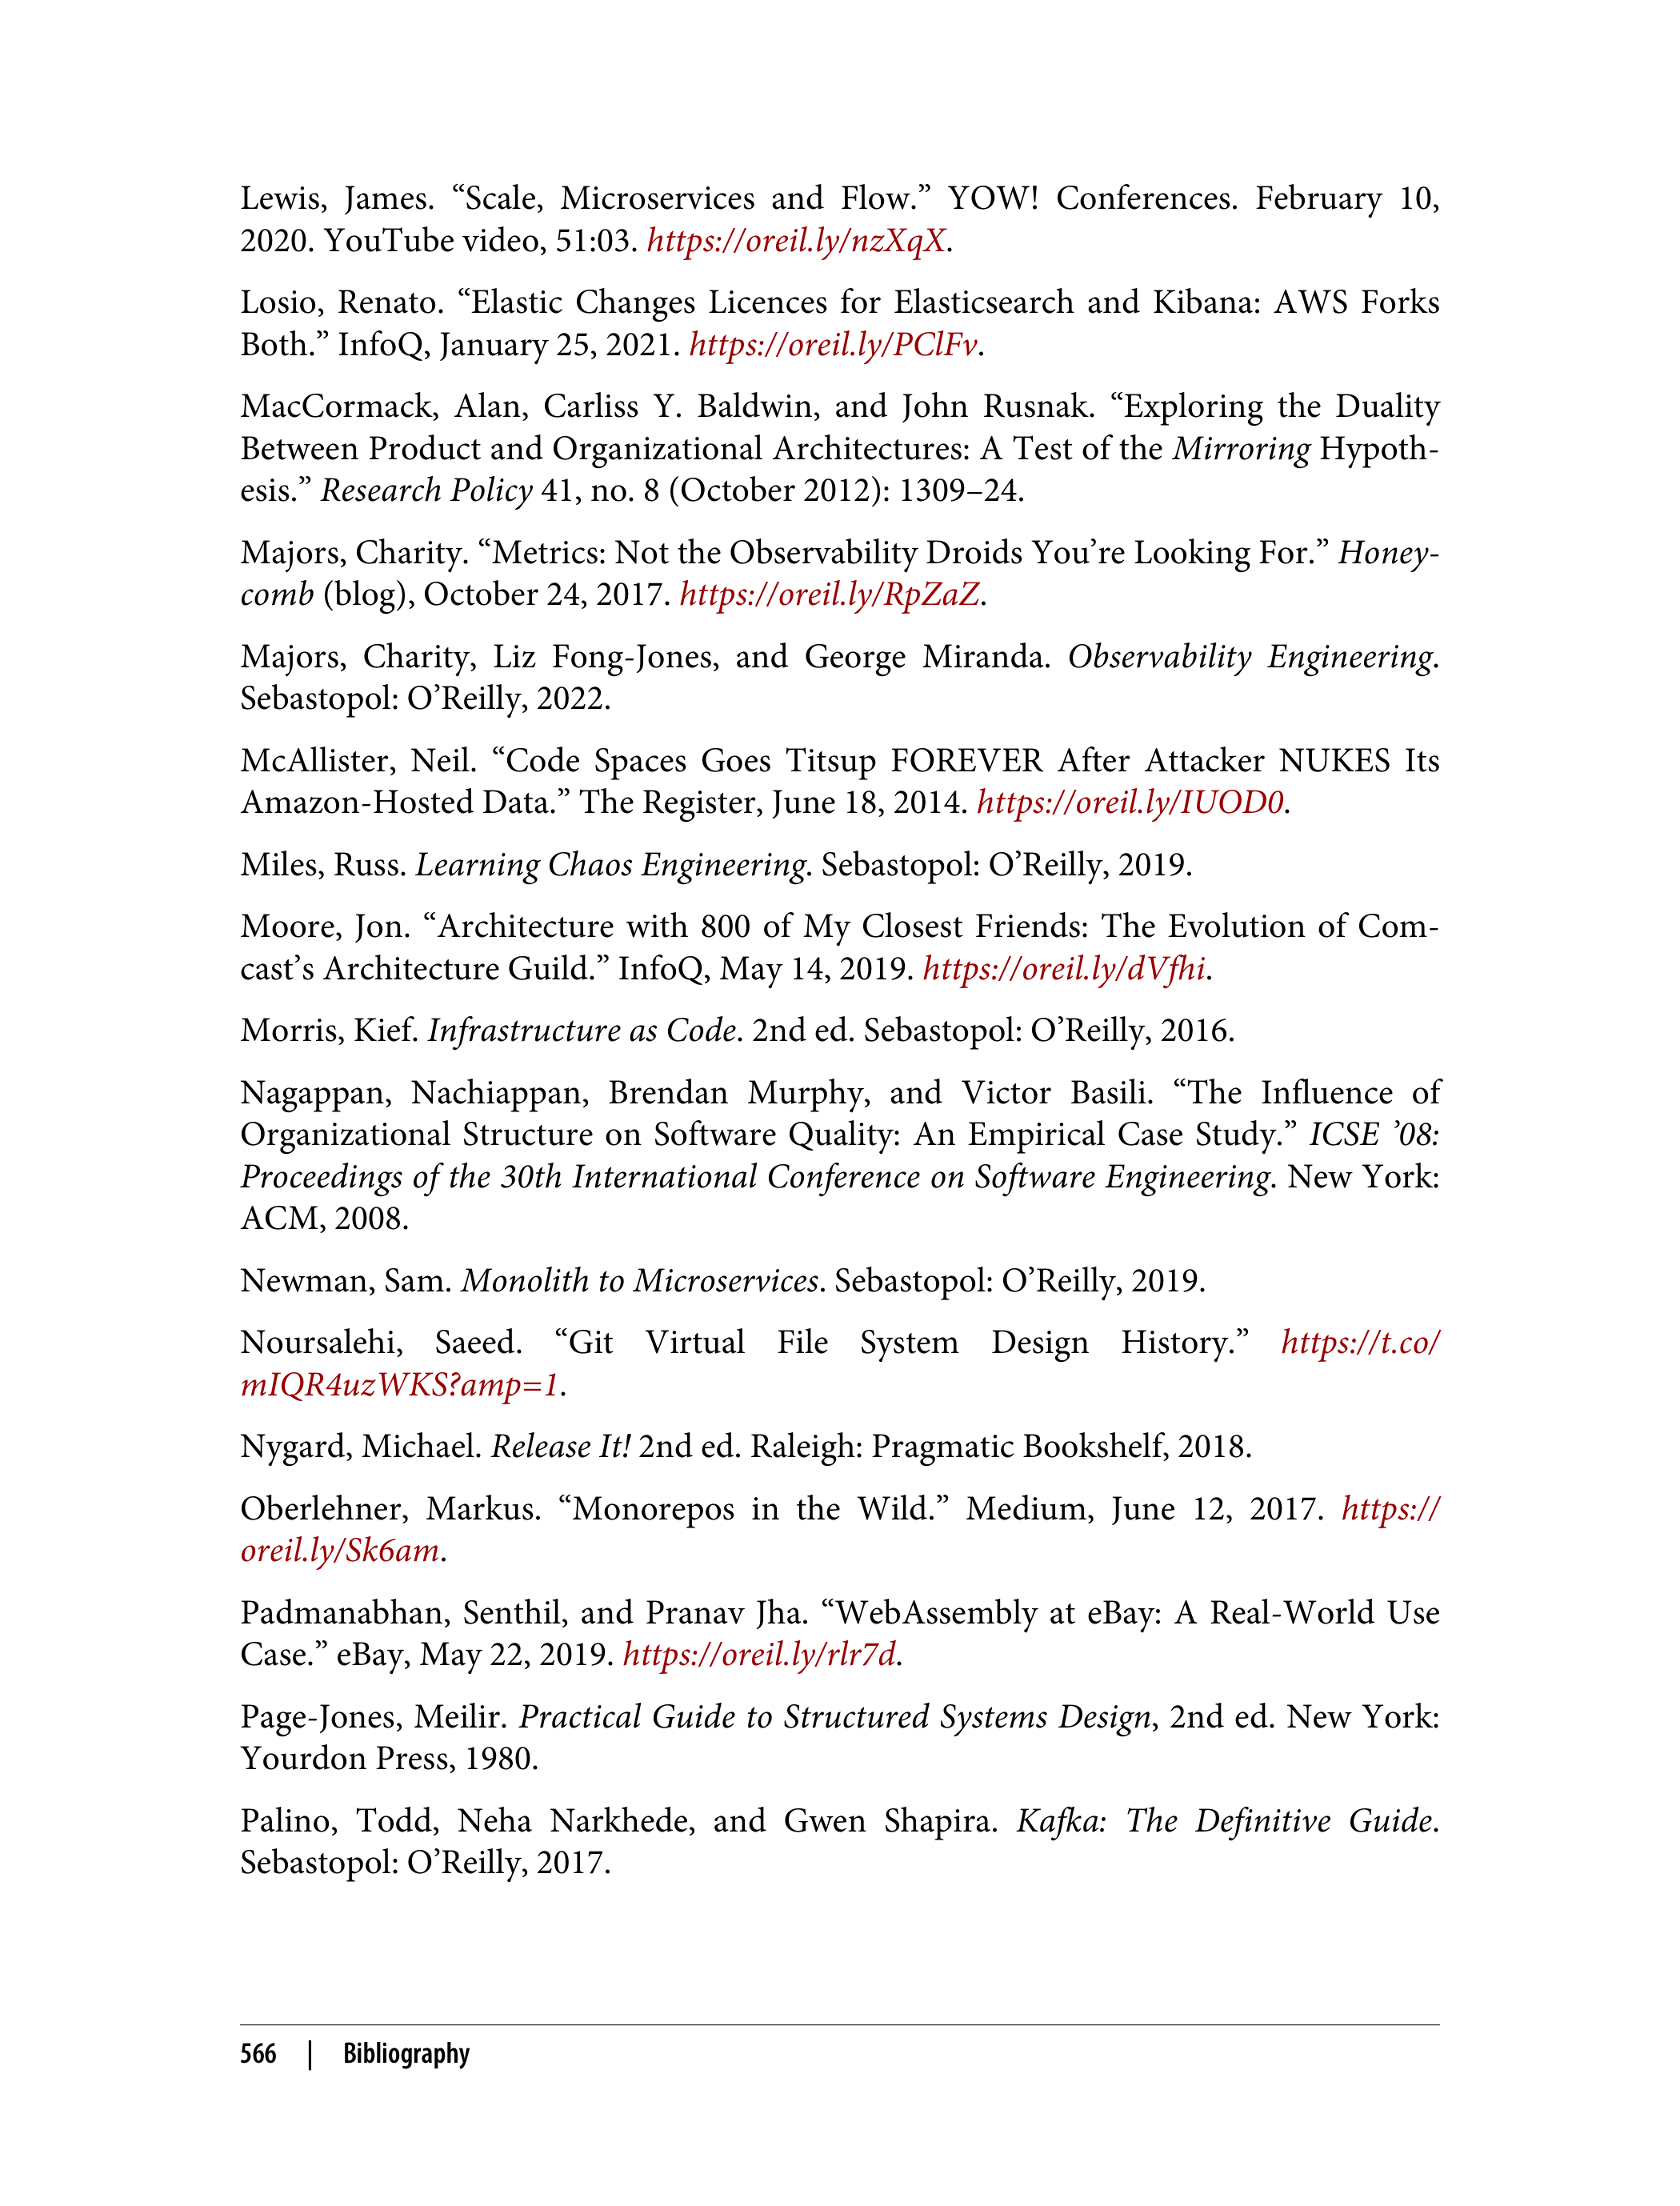 Lewis, James. “Scale, Microservices and Flow.” YOW! Conferences. February 10,
2020. YouTube video, 51:03. https://oreil.ly/nzXqX.
Losio, Renato. “Elastic Changes Licences for Elasticsearch and Kibana: AWS Forks
Both.” InfoQ, January 25, 2021. https://oreil.ly/PClFv.
MacCormack, Alan, Carliss Y. Baldwin, and John Rusnak. “Exploring the Duality
Between Product and Organizational Architectures: A Test of the Mirroring Hypoth-
esis.” Research Policy 41, no. 8 (October 2012): 1309–24.
Majors, Charity. “Metrics: Not the Observability Droids You’re Looking For.” Honey-
comb (blog), October 24, 2017. https://oreil.ly/RpZaZ.
Majors, Charity, Liz Fong-Jones, and George Miranda. Observability Engineering.
Sebastopol: O’Reilly, 2022.
McAllister, Neil. “Code Spaces Goes Titsup FOREVER After Attacker NUKES Its
Amazon-Hosted Data.” The Register, June 18, 2014. https://oreil.ly/IUOD0.
Miles, Russ. Learning Chaos Engineering. Sebastopol: O’Reilly, 2019.
Moore, Jon. “Architecture with 800 of My Closest Friends: The Evolution of Com-
cast’s Architecture Guild.” InfoQ, May 14, 2019. https://oreil.ly/dVfhi.
Morris, Kief. Infrastructure as Code. 2nd ed. Sebastopol: O’Reilly, 2016.
Nagappan, Nachiappan, Brendan Murphy, and Victor Basili. “The Influence of
Organizational Structure on Software Quality: An Empirical Case Study.” ICSE ’08:
Proceedings of the 30th International Conference on Software Engineering. New York:
ACM, 2008.
Newman, Sam. Monolith to Microservices. Sebastopol: O’Reilly, 2019.
Noursalehi, Saeed. “Git Virtual File System Design History.” https://t.co/
mIQR4uzWKS?amp=1.
Nygard, Michael. Release It! 2nd ed. Raleigh: Pragmatic Bookshelf, 2018.
Oberlehner, Markus. “Monorepos in the Wild.” Medium, June 12, 2017. https://
oreil.ly/Sk6am.
Padmanabhan, Senthil, and Pranav Jha. “WebAssembly at eBay: A Real-World Use
Case.” eBay, May 22, 2019. https://oreil.ly/rlr7d.
Page-Jones, Meilir. Practical Guide to Structured Systems Design, 2nd ed. New York:
Yourdon Press, 1980.
Palino, Todd, Neha Narkhede, and Gwen Shapira. Kafka: The Definitive Guide.
Sebastopol: O’Reilly, 2017.
566 | Bibliography